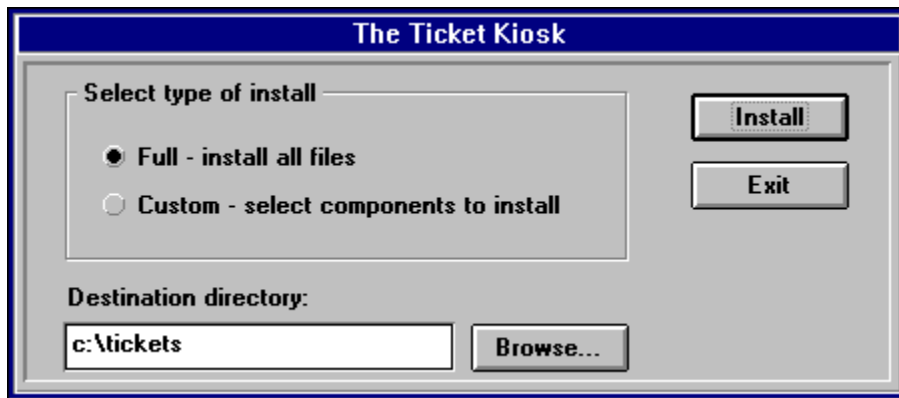 The Ticket Kiosk
Select type of install
Full - install all files
Custom - select components to install
Install
Exit
Destination directory:
c:\tickets
Browse...